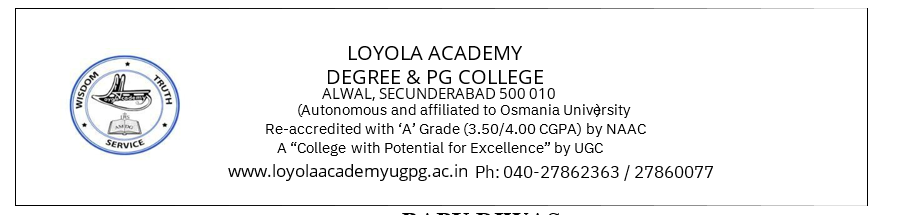 WISDOM
TRUTH
SERVICE
LOYOLA ACADEMY
DEGREE & PG COLLEGE
ALWAL, SECUNDERABAD 500 010
(Autonomous and affiliated to Osmania University)
Re-accredited with ‘A’ Grade (3.50/4.00 CGPA) by NAAC
A “College with Potential for Excellence” by UGC
www.loyolaacademyugpg.ac.in Ph: 040-27862363 / 27860077